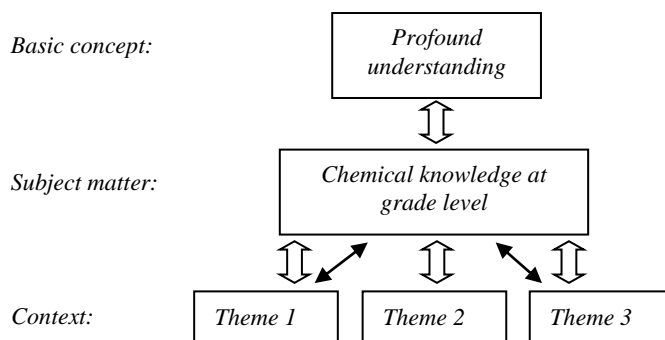 Basic concept:
Profound
understanding
Subject matter:
Chemical knowledge at
grade level
Context:
Theme 1
Theme 2
Theme 3